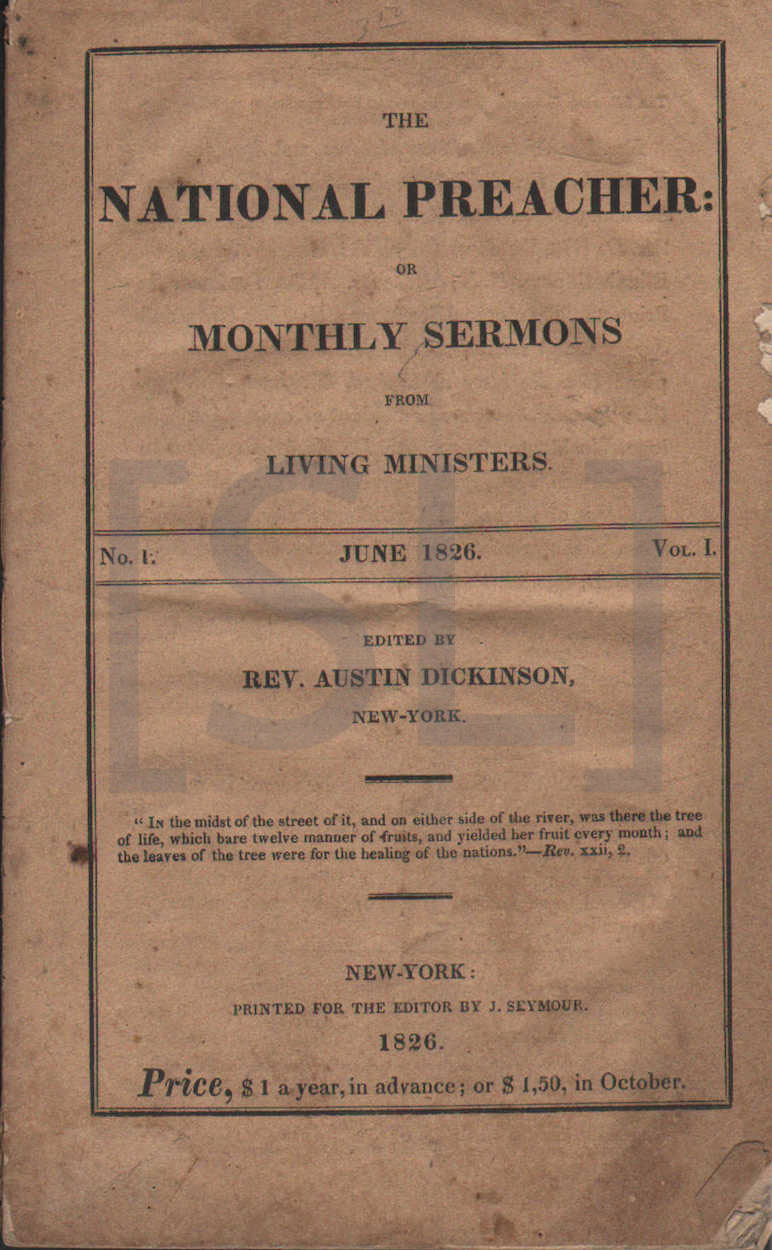 THE
NATIONAL PREACHER:
OR
MONTHLY SERMONS
FROM
LIVING MINISTERS.
No. 1. JUNE 1826. VOL. I.
EDITED BY
REV. AUSTIN DICKINSON,
NEW-YORK.
“ IN the midst of the street of it, and on either side of the river, was there the tree
of life, which bare twelve manner of fruits, and yielded her fruit every month; and
the leaves of the tree were for the healing of the nations.”—Rev. xxii, 2.
NEW-YORK:
PRINTED FOR THE EDITOR BY J. SEYMOUR.
1826.
Price, $ 1 a year, in advance; or $ 1,50, in October.
[SL]